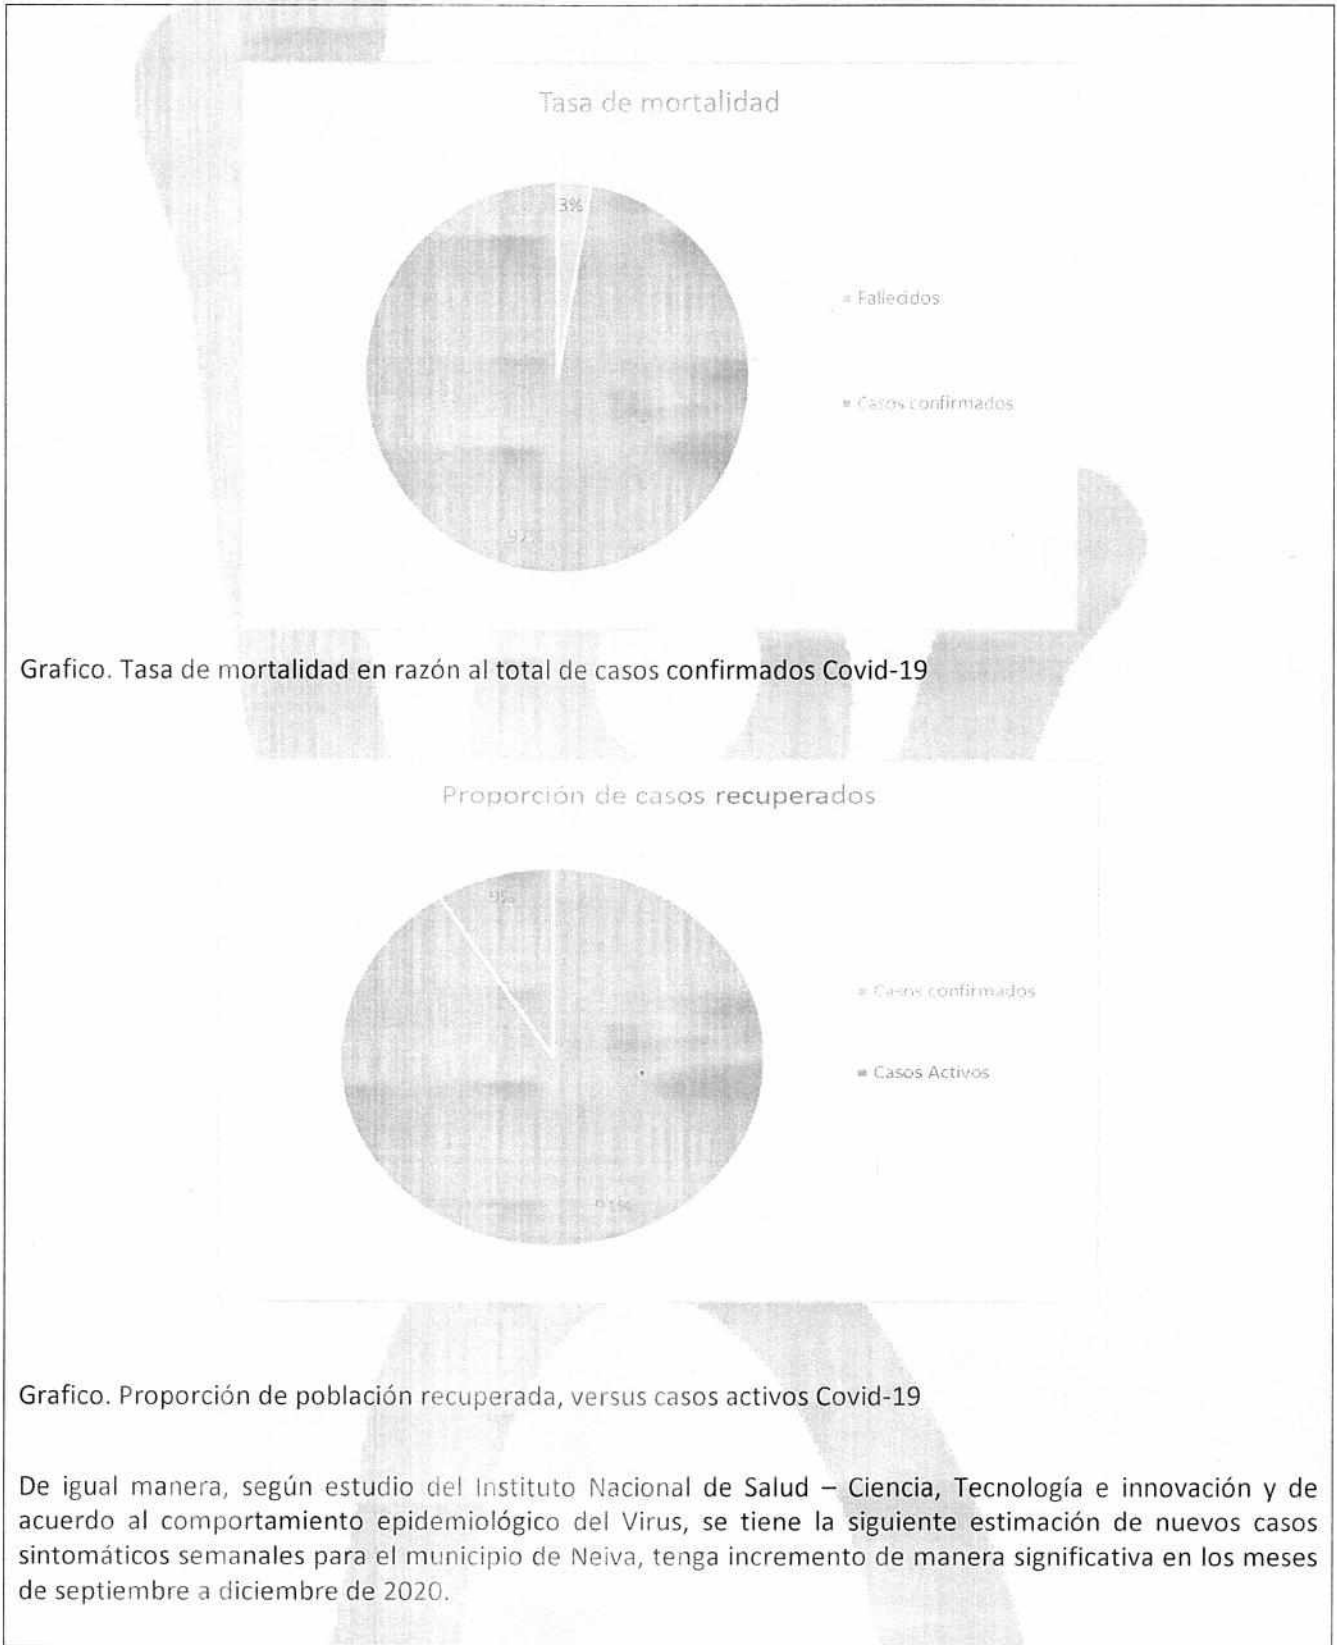 Tasa de mortalidad
3%
Fallecidos
Casos confirmados
97%
Grafico. Tasa de mortalidad en razón al total de casos confirmados Covid-19
Proporción de casos recuperados
9%
Casos confirmados
Casos Activos
91%
Grafico. Proporción de población recuperada, versus casos activos Covid-19
De igual manera, según estudio del Instituto Nacional de Salud – Ciencia, Tecnología e innovación y de
acuerdo al comportamiento epidemiológico del Virus, se tiene la siguiente estimación de nuevos casos
sintomáticos semanales para el municipio de Neiva, tenga incremento de manera significativa en los meses
de septiembre a diciembre de 2020.